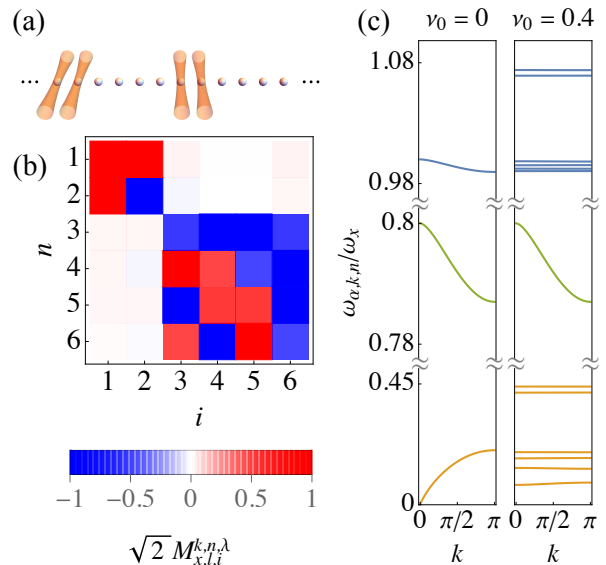 (a)
... ...
(b)
n
1
2
3
4
5
6
1 2 3 4 5 6
i
−1 −0.5 0 0.5 1
√2 M^{k,n,λ}_{x,l,i}
(c)
ν₀ = 0 ν₀ = 0.4
ω_{α,k,n}/ω_x
1.08
0.98
0.8
0.78
0.45
0
0 π/2 π 0 π/2 π
k k